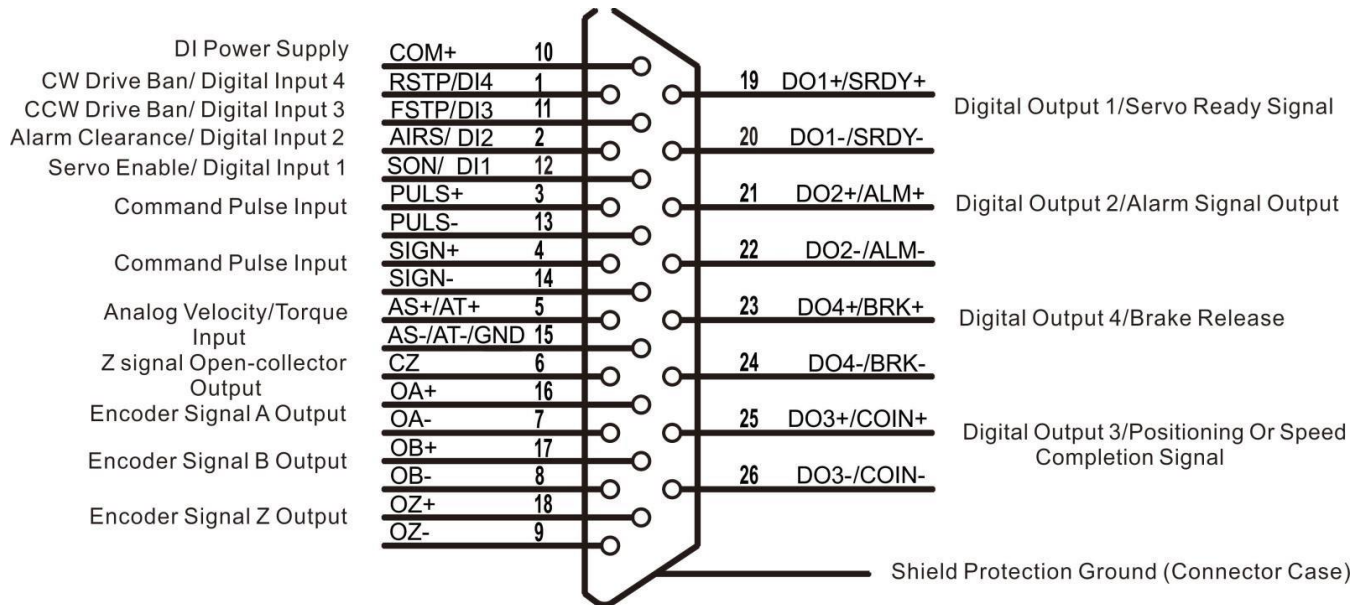 DI Power Supply COM+ 10
CW Drive Ban/ Digital Input 4 RSTP/DI4 1
CCW Drive Ban/ Digital Input 3 FSTP/DI3 11
Alarm Clearance/ Digital Input 2 AIRS/ DI2 2
Servo Enable/ Digital Input 1 SON/ DI1 12
Command Pulse Input PULS+ 3
PULS- 13
Command Pulse Input SIGN+ 4
SIGN- 14
Analog Velocity/Torque
Input
AS+/AT+ 5
AS-/AT-/GND 15
Z signal Open-collector
Output
CZ 6
Encoder Signal A Output
OA+ 16
OA- 7
Encoder Signal B Output
OB+ 17
OB- 8
Encoder Signal Z Output
OZ+ 18
OZ- 9
19 DO1+/SRDY+
Digital Output 1/Servo Ready Signal
20 DO1-/SRDY-
21 DO2+/ALM+
Digital Output 2/Alarm Signal Output
22 DO2-/ALM-
23 DO4+/BRK+
Digital Output 4/Brake Release
24 DO4-/BRK-
25 DO3+/COIN+
Digital Output 3/Positioning Or Speed
Completion Signal
26 DO3-/COIN-
Shield Protection Ground (Connector Case)